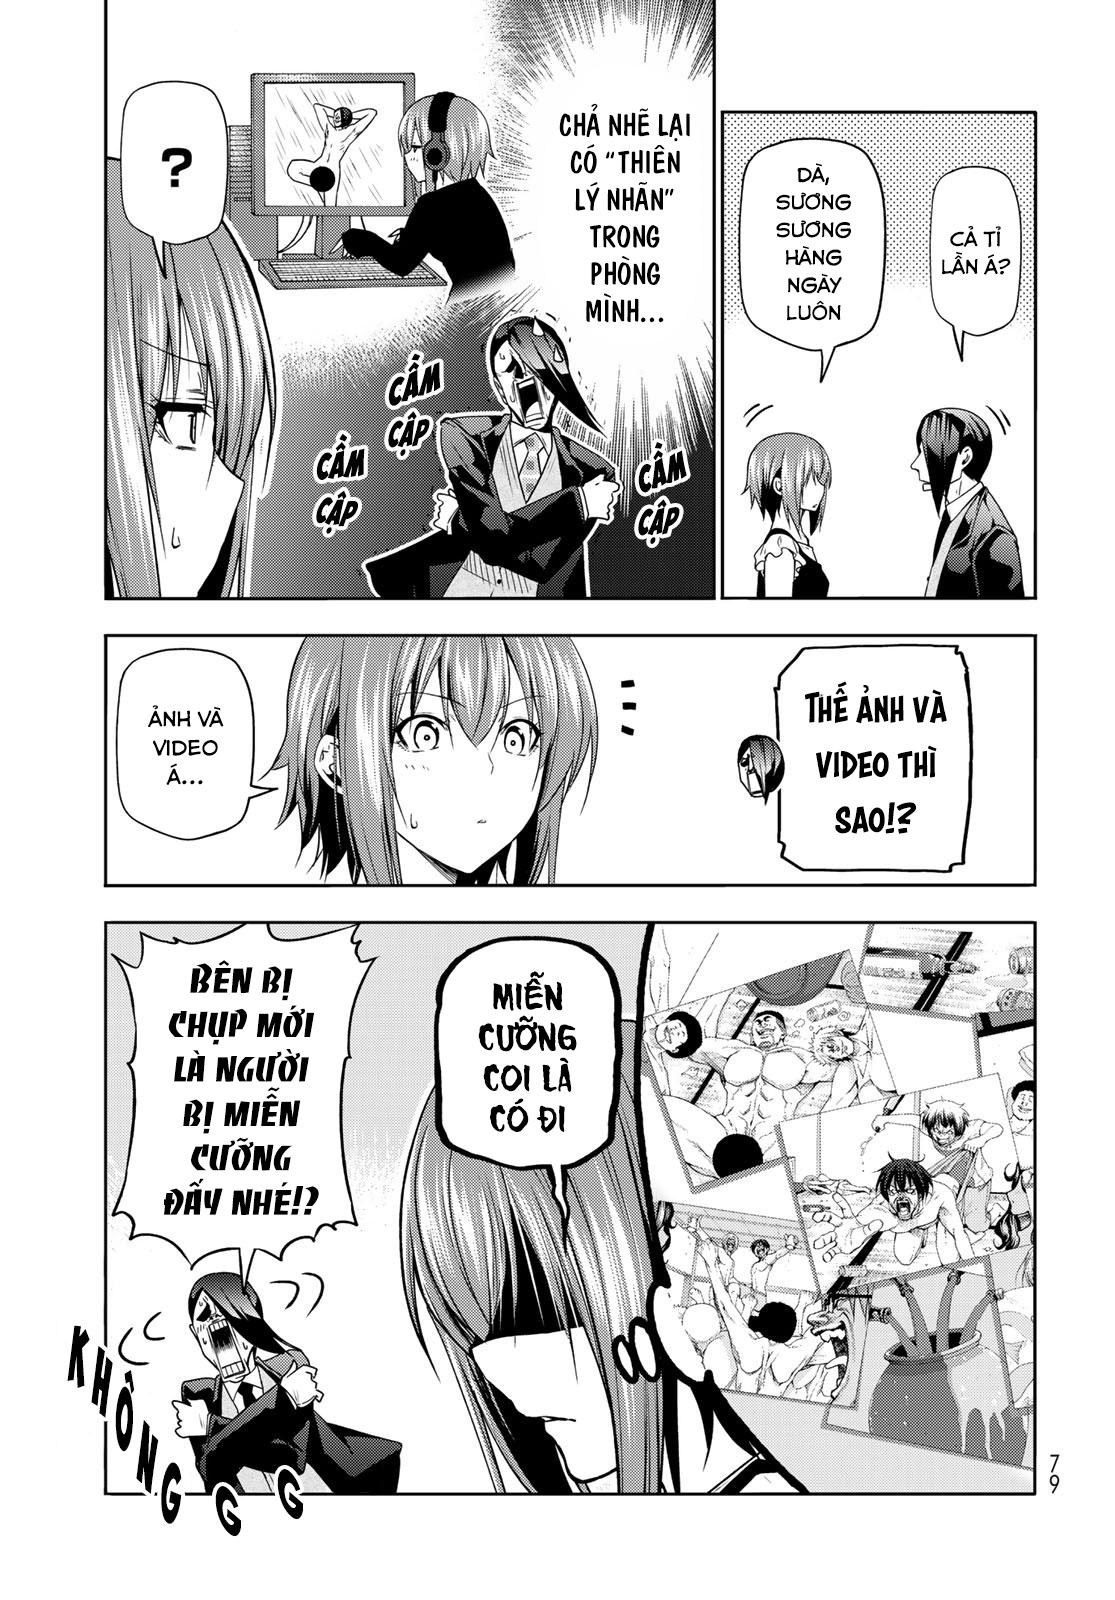 CẢ TỈ
LẦN Á?
DÀ,
SƯƠNG
SƯƠNG
HÀNG
NGÀY
LUÔN
CHẢ NHẼ LẠI
CÓ “THIÊN
LÝ NHÃN”
TRONG
PHÒNG
MÌNH...
CẦM
CẬP
CẦM
CẬP
CẦM
CẬP
?
THẾ ẢNH VÀ
VIDEO THÌ
SAO!?
ẢNH VÀ
VIDEO
Á...
MIỄN
CƯỠNG
COI LÀ
CÓ ĐI
BÊN BỊ
CHỤP MỚI
LÀ NGƯỜI
BỊ MIỄN
CƯỠNG
ĐẤY NHÉ!?
KHÔNGGG
79